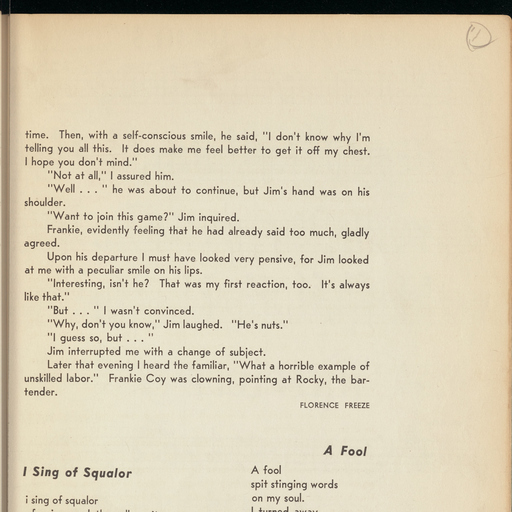 time. Then, with a self-conscious smile, he said, "I don't know why I'm
telling you all this. It does make me feel better to get it off my chest.
I hope you don't mind."
"Not at all," I assured him.
"Well . . . " he was about to continue, but Jim's hand was on his
shoulder.
"Want to join this game?" Jim inquired.
Frankie, evidently feeling that he had already said too much, gladly
agreed.
Upon his departure I must have looked very pensive, for Jim looked
at me with a peculiar smile on his lips.
"Interesting, isn't he? That was my first reaction, too. It's always
like that."
"But . . . " I wasn't convinced.
"Why, don't you know," Jim laughed. "He's nuts."
"I guess so, but . . . "
Jim interrupted me with a change of subject.
Later that evening I heard the familiar, "What a horrible example of
unskilled labor." Frankie Coy was clowning, pointing at Rocky, the bar-
tender.
FLORENCE FREEZE
I Sing of Squalor
i sing of squalor
A Fool
A fool
spit stinging words
on my soul.
I turned away